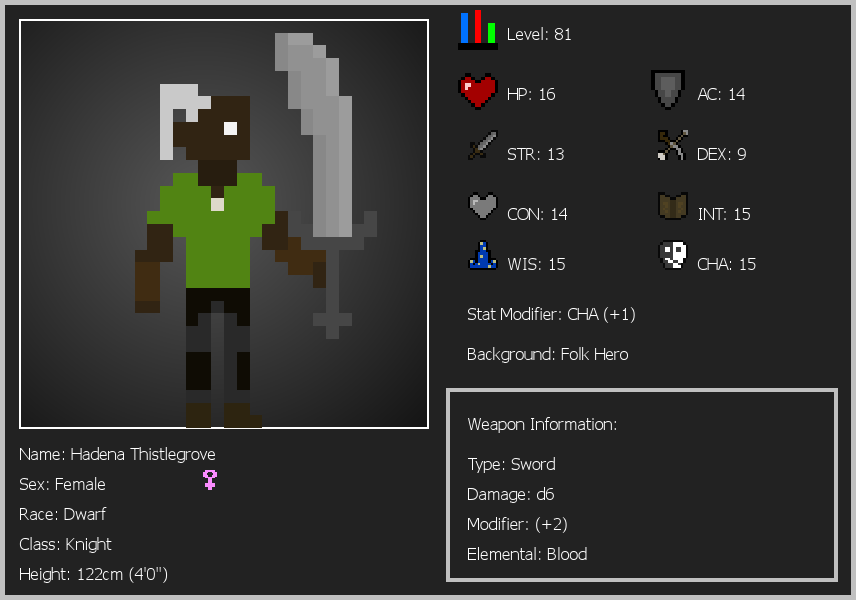 Level: 81
HP: 16
AC: 14
STR: 13
DEX: 9
CON: 14
INT: 15
WIS: 15
CHA: 15
Stat Modifier: CHA (+1)
Background: Folk Hero
Weapon Information:
Type: Sword
Damage: d6
Modifier: (+2)
Elemental: Blood
Name: Hadena Thistlegrove
Sex: Female
Race: Dwarf
Class: Knight
Height: 122cm (4'0")